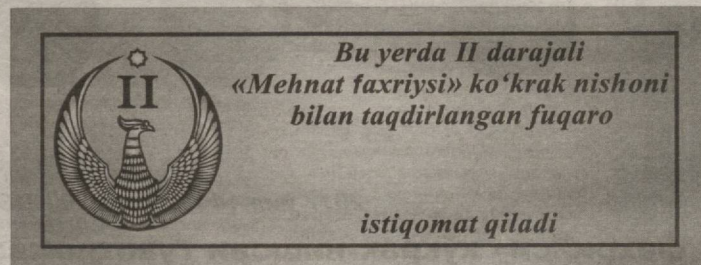 II
Bu yerda II darajali
«Mehnat faxriysi» ko‘krak nishoni
bilan taqdirlangan fuqaro
istiqomat qiladi